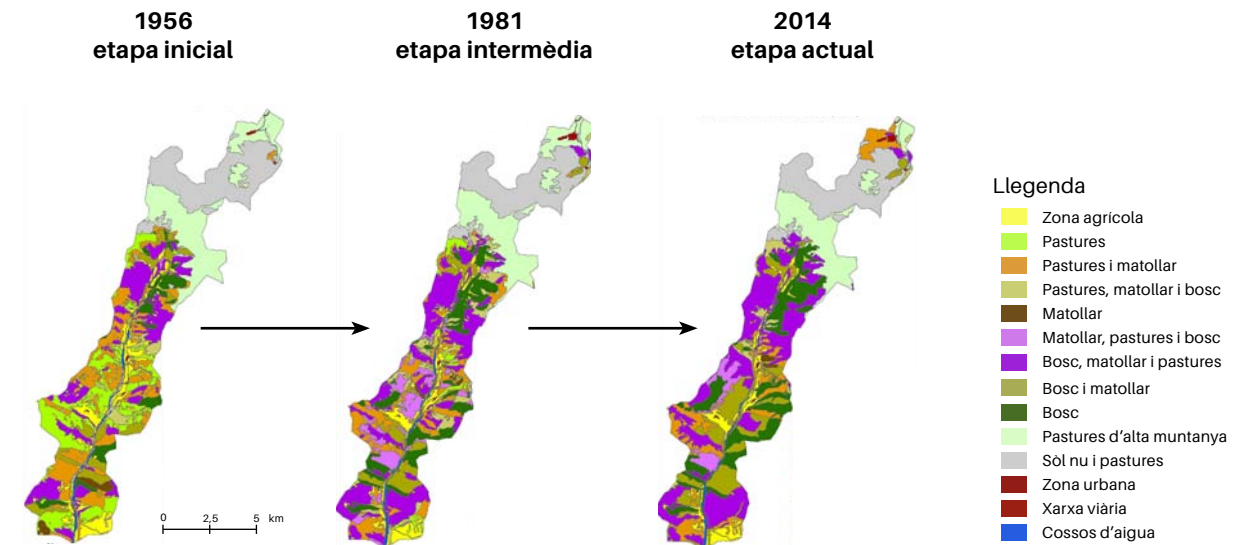 1956
etapa inicial
1981
etapa intermèdia
2014
etapa actual
0 2,5 5 km
Llegenda
Zona agrícola
Pastures
Pastures i matollar
Pastures, matollar i bosc
Matollar
Matollar, pastures i bosc
Bosc, matollar i pastures
Bosc i matollar
Bosc
Pastures d’alta muntanya
Sòl nu i pastures
Zona urbana
Xarxa viària
Cossos d’aigua